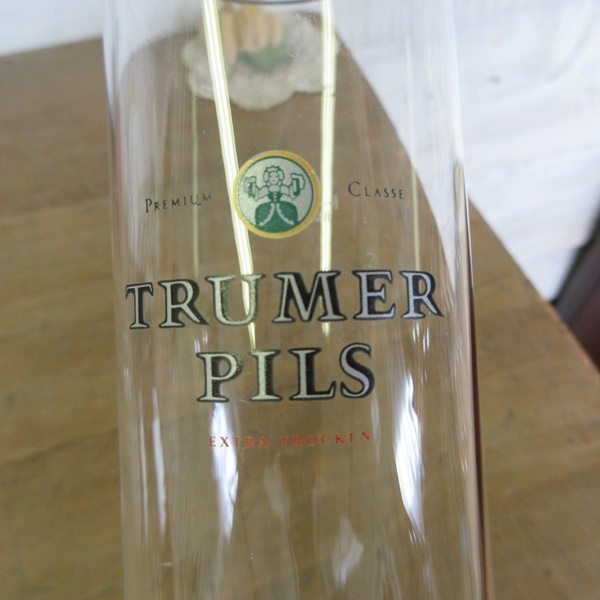 PREMIUM CLASSE
TRUMER
PILS
EXTRA TROCKEN